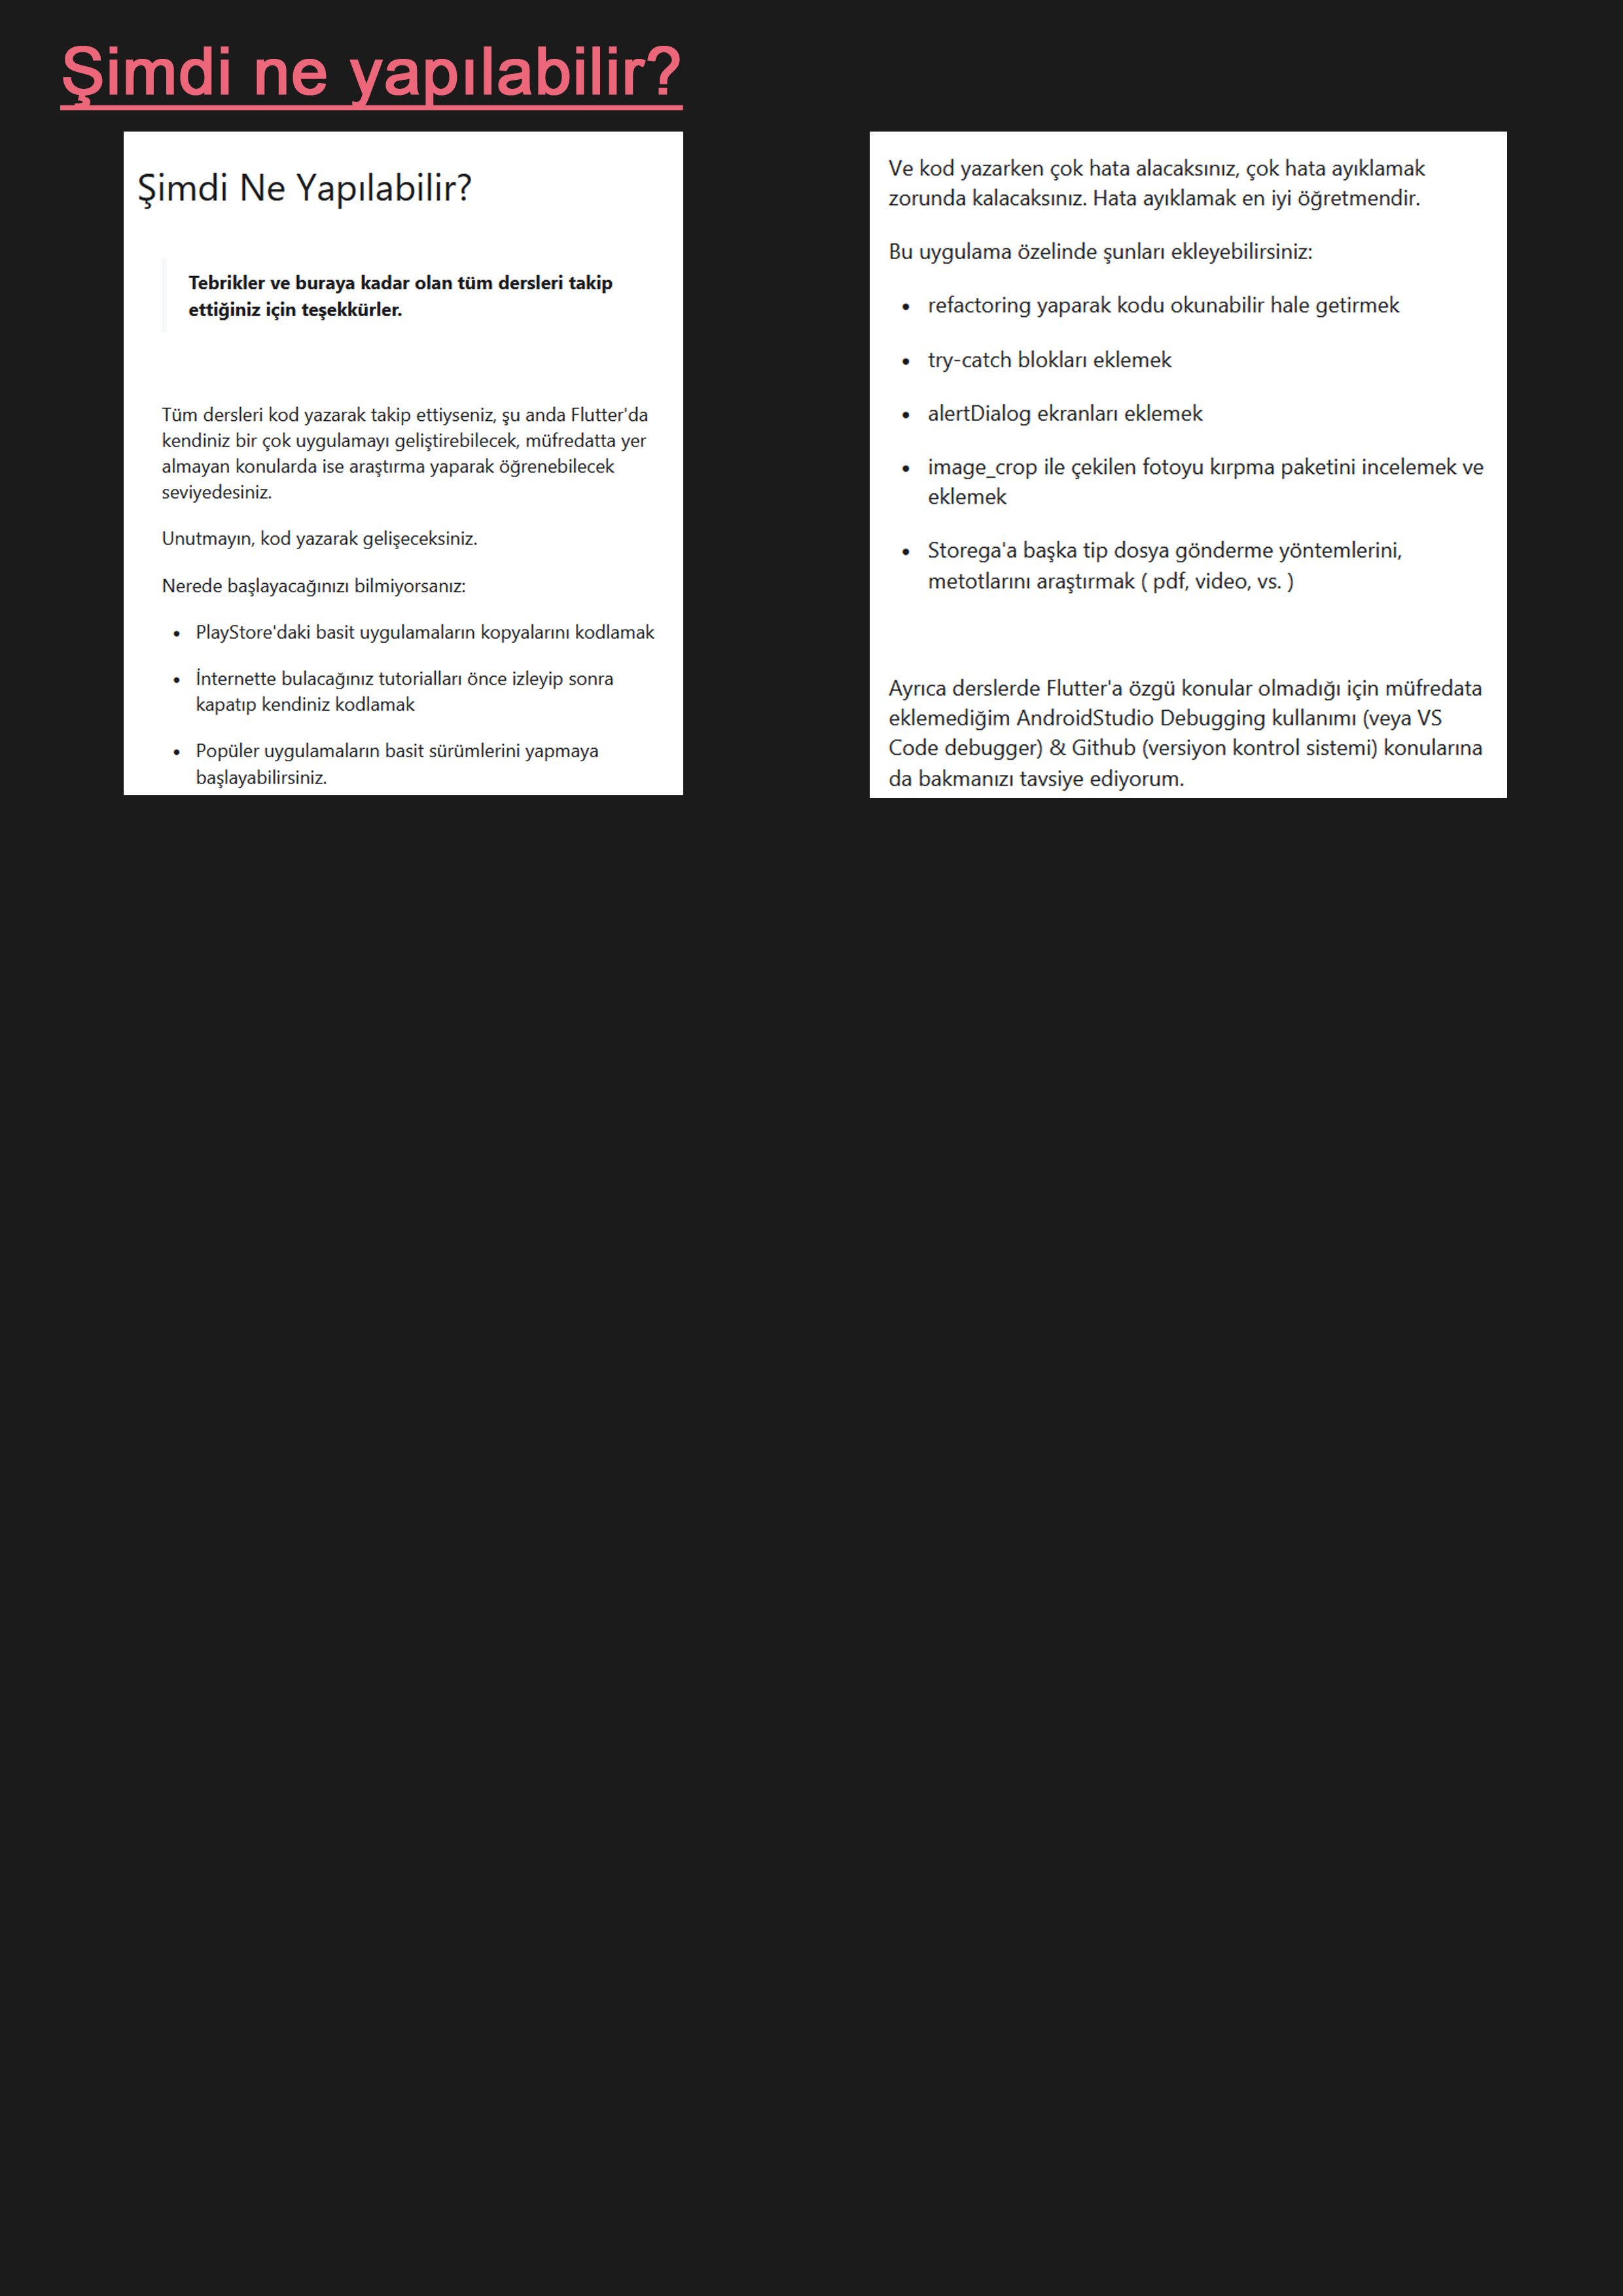 Şimdi ne yapılabilir?
Şimdi Ne Yapılabilir?
Tebrikler ve buraya kadar olan tüm dersleri takip
ettiğiniz için teşekkürler.
Tüm dersleri kod yazarak takip ettiyseniz, şu anda Flutter'da
kendiniz bir çok uygulamayı geliştirebilecek, müfredatta yer
almayan konularda ise araştırma yaparak öğrenebilecek
seviyedesiniz.
Unutmayın, kod yazarak gelişeceksiniz.
Nerede başlayacağınızı bilmiyorsanız:
• PlayStore'daki basit uygulamaların kopyalarını kodlamak
• İnternette bulacağınız tutorialları önce izleyip sonra
kapatıp kendiniz kodlamak
• Popüler uygulamaların basit sürümlerini yapmaya
başlayabilirsiniz.
Ve kod yazarken çok hata alacaksınız, çok hata ayıklamak
zorunda kalacaksınız. Hata ayıklamak en iyi öğretmendir.
Bu uygulama özelinde şunları ekleyebilirsiniz:
• refactoring yaparak kodu okunabilir hale getirmek
• try-catch blokları eklemek
• alertDialog ekranları eklemek
• image_crop ile çekilen fotoyu kırpma paketini incelemek ve
eklemek
• Storega'a başka tip dosya gönderme yöntemlerini,
metotlarını araştırmak ( pdf, video, vs. )
Ayrıca derslerde Flutter'a özgü konular olmadığı için müfredata
eklemediğim AndroidStudio Debugging kullanımı (veya VS
Code debugger) & Github (versiyon kontrol sistemi) konularına
da bakmanızı tavsiye ediyorum.